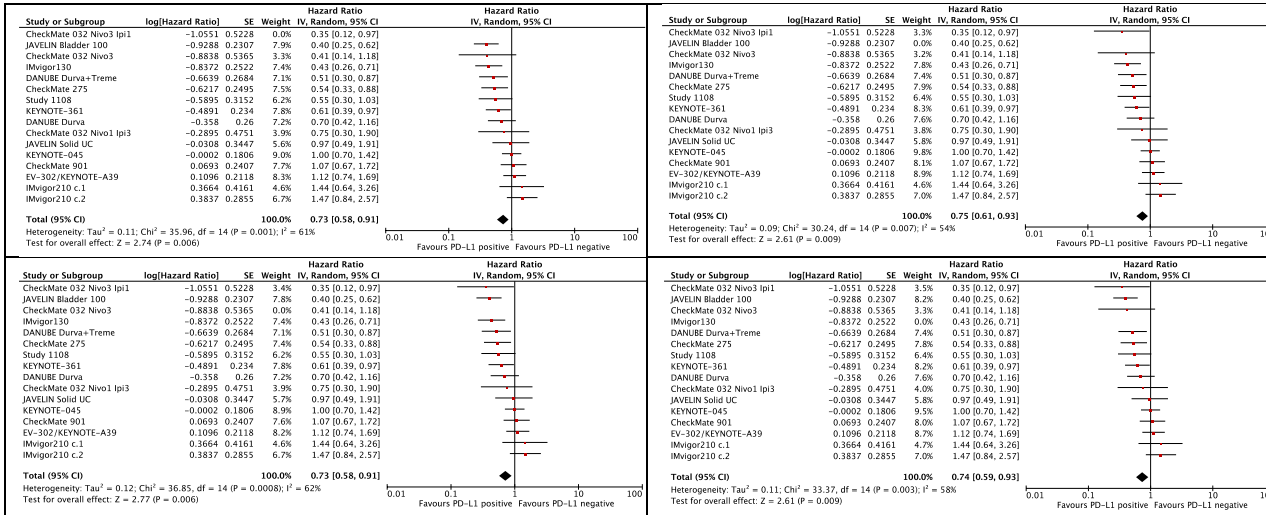 Hazard Ratio Hazard Ratio
Study or Subgroup log[Hazard Ratio] SE Weight IV, Random, 95% CI IV, Random, 95% CI
CheckMate 032 Nivo3 Ipi1 -1.0551 0.5228 0.0% 0.35 [0.12, 0.97]
JAVELIN Bladder 100 -0.9288 0.2307 7.9% 0.40 [0.25, 0.62]
CheckMate 032 Nivo3 -0.8838 0.5365 3.3% 0.41 [0.14, 1.18]
IMvigor130 -0.8372 0.2522 7.4% 0.43 [0.26, 0.71]
DANUBE Durva+Treme -0.6639 0.2684 7.1% 0.51 [0.30, 0.87]
CheckMate 275 -0.6217 0.2495 7.5% 0.54 [0.33, 0.88]
Study 1108 -0.5895 0.3152 6.2% 0.55 [0.30, 1.03]
KEYNOTE-361 -0.4891 0.234 7.8% 0.61 [0.39, 0.97]
DANUBE Durva -0.358 0.26 7.3% 0.70 [0.42, 1.16]
CheckMate 032 Nivo1 Ipi3 -0.2895 0.4751 3.9% 0.75 [0.30, 1.90]
JAVELIN Solid UC -0.0308 0.3447 5.6% 0.97 [0.49, 1.91]
KEYNOTE-045 -0.0002 0.1806 9.0% 1.00 [0.70, 1.42]
CheckMate 901 0.0693 0.2407 7.7% 1.07 [0.67, 1.72]
EV-302/KEYNOTE-A39 0.1096 0.2118 8.3% 1.12 [0.74, 1.69]
IMvigor210 c.1 0.3664 0.4161 4.6% 1.44 [0.64, 3.26]
IMvigor210 c.2 0.3837 0.2855 6.7% 1.47 [0.84, 2.57]
Total (95% CI) 100.0% 0.73 [0.58, 0.91]
Heterogeneity: Tau² = 0.11; Chi² = 35.96, df = 14 (P = 0.001); I² = 61%
Test for overall effect: Z = 2.74 (P = 0.006)
0.01 0.1 1 10 100
Favours PD-L1 positive Favours PD-L1 negative
Hazard Ratio Hazard Ratio
Study or Subgroup log[Hazard Ratio] SE Weight IV, Random, 95% CI IV, Random, 95% CI
CheckMate 032 Nivo3 Ipi1 -1.0551 0.5228 3.3% 0.35 [0.12, 0.97]
JAVELIN Bladder 100 -0.9288 0.2307 0.0% 0.40 [0.25, 0.62]
CheckMate 032 Nivo3 -0.8838 0.5365 3.2% 0.41 [0.14, 1.18]
IMvigor130 -0.8372 0.2522 7.8% 0.43 [0.26, 0.71]
DANUBE Durva+Treme -0.6639 0.2684 7.4% 0.51 [0.30, 0.87]
CheckMate 275 -0.6217 0.2495 7.9% 0.54 [0.33, 0.88]
Study 1108 -0.5895 0.3152 6.3% 0.55 [0.30, 1.03]
KEYNOTE-361 -0.4891 0.234 8.3% 0.61 [0.39, 0.97]
DANUBE Durva -0.358 0.26 7.6% 0.70 [0.42, 1.16]
CheckMate 032 Nivo1 Ipi3 -0.2895 0.4751 3.8% 0.75 [0.30, 1.90]
JAVELIN Solid UC -0.0308 0.3447 5.7% 0.97 [0.49, 1.91]
KEYNOTE-045 -0.0002 0.1806 9.8% 1.00 [0.70, 1.42]
CheckMate 901 0.0693 0.2407 8.1% 1.07 [0.67, 1.72]
EV-302/KEYNOTE-A39 0.1096 0.2118 8.9% 1.12 [0.74, 1.69]
IMvigor210 c.1 0.3664 0.4161 4.6% 1.44 [0.64, 3.26]
IMvigor210 c.2 0.3837 0.2855 7.0% 1.47 [0.84, 2.57]
Total (95% CI) 100.0% 0.75 [0.61, 0.93]
Heterogeneity: Tau² = 0.09; Chi² = 30.24, df = 14 (P = 0.007); I² = 54%
Test for overall effect: Z = 2.61 (P = 0.009)
0.01 0.1 1 10 100
Favours PD-L1 positive Favours PD-L1 negative
Hazard Ratio Hazard Ratio
Study or Subgroup log[Hazard Ratio] SE Weight IV, Random, 95% CI IV, Random, 95% CI
CheckMate 032 Nivo3 Ipi1 -1.0551 0.5228 3.4% 0.35 [0.12, 0.97]
JAVELIN Bladder 100 -0.9288 0.2307 7.8% 0.40 [0.25, 0.62]
CheckMate 032 Nivo3 -0.8838 0.5365 0.0% 0.41 [0.14, 1.18]
IMvigor130 -0.8372 0.2522 7.4% 0.43 [0.26, 0.71]
DANUBE Durva+Treme -0.6639 0.2684 7.1% 0.51 [0.30, 0.87]
CheckMate 275 -0.6217 0.2495 7.4% 0.54 [0.33, 0.88]
Study 1108 -0.5895 0.3152 6.2% 0.55 [0.30, 1.03]
KEYNOTE-361 -0.4891 0.234 7.8% 0.61 [0.39, 0.97]
DANUBE Durva -0.358 0.26 7.2% 0.70 [0.42, 1.16]
CheckMate 032 Nivo1 Ipi3 -0.2895 0.4751 3.9% 0.75 [0.30, 1.90]
JAVELIN Solid UC -0.0308 0.3447 5.7% 0.97 [0.49, 1.91]
KEYNOTE-045 -0.0002 0.1806 8.9% 1.00 [0.70, 1.42]
CheckMate 901 0.0693 0.2407 7.6% 1.07 [0.67, 1.72]
EV-302/KEYNOTE-A39 0.1096 0.2118 8.2% 1.12 [0.74, 1.69]
IMvigor210 c.1 0.3664 0.4161 4.6% 1.44 [0.64, 3.26]
IMvigor210 c.2 0.3837 0.2855 6.7% 1.47 [0.84, 2.57]
Total (95% CI) 100.0% 0.73 [0.58, 0.91]
Heterogeneity: Tau² = 0.12; Chi² = 36.85, df = 14 (P = 0.0008); I² = 62%
Test for overall effect: Z = 2.77 (P = 0.006)
0.01 0.1 1 10 100
Favours PD-L1 positive Favours PD-L1 negative
Hazard Ratio Hazard Ratio
Study or Subgroup log[Hazard Ratio] SE Weight IV, Random, 95% CI IV, Random, 95% CI
CheckMate 032 Nivo3 Ipi1 -1.0551 0.5228 3.5% 0.35 [0.12, 0.97]
JAVELIN Bladder 100 -0.9288 0.2307 8.2% 0.40 [0.25, 0.62]
CheckMate 032 Nivo3 -0.8838 0.5365 3.3% 0.41 [0.14, 1.18]
IMvigor130 -0.8372 0.2522 0.0% 0.43 [0.26, 0.71]
DANUBE Durva+Treme -0.6639 0.2684 7.3% 0.51 [0.30, 0.87]
CheckMate 275 -0.6217 0.2495 7.8% 0.54 [0.33, 0.88]
Study 1108 -0.5895 0.3152 6.4% 0.55 [0.30, 1.03]
KEYNOTE-361 -0.4891 0.234 8.2% 0.61 [0.39, 0.97]
DANUBE Durva -0.358 0.26 7.5% 0.70 [0.42, 1.16]
CheckMate 032 Nivo1 Ipi3 -0.2895 0.4751 4.0% 0.75 [0.30, 1.90]
JAVELIN Solid UC -0.0308 0.3447 5.8% 0.97 [0.49, 1.91]
KEYNOTE-045 -0.0002 0.1806 9.5% 1.00 [0.70, 1.42]
CheckMate 901 0.0693 0.2407 8.0% 1.07 [0.67, 1.72]
EV-302/KEYNOTE-A39 0.1096 0.2118 8.7% 1.12 [0.74, 1.69]
IMvigor210 c.1 0.3664 0.4161 4.7% 1.44 [0.64, 3.26]
IMvigor210 c.2 0.3837 0.2855 7.0% 1.47 [0.84, 2.57]
Total (95% CI) 100.0% 0.74 [0.59, 0.93]
Heterogeneity: Tau² = 0.11; Chi² = 33.37, df = 14 (P = 0.003); I² = 58%
Test for overall effect: Z = 2.61 (P = 0.009)
0.01 0.1 1 10 100
Favours PD-L1 positive Favours PD-L1 negative